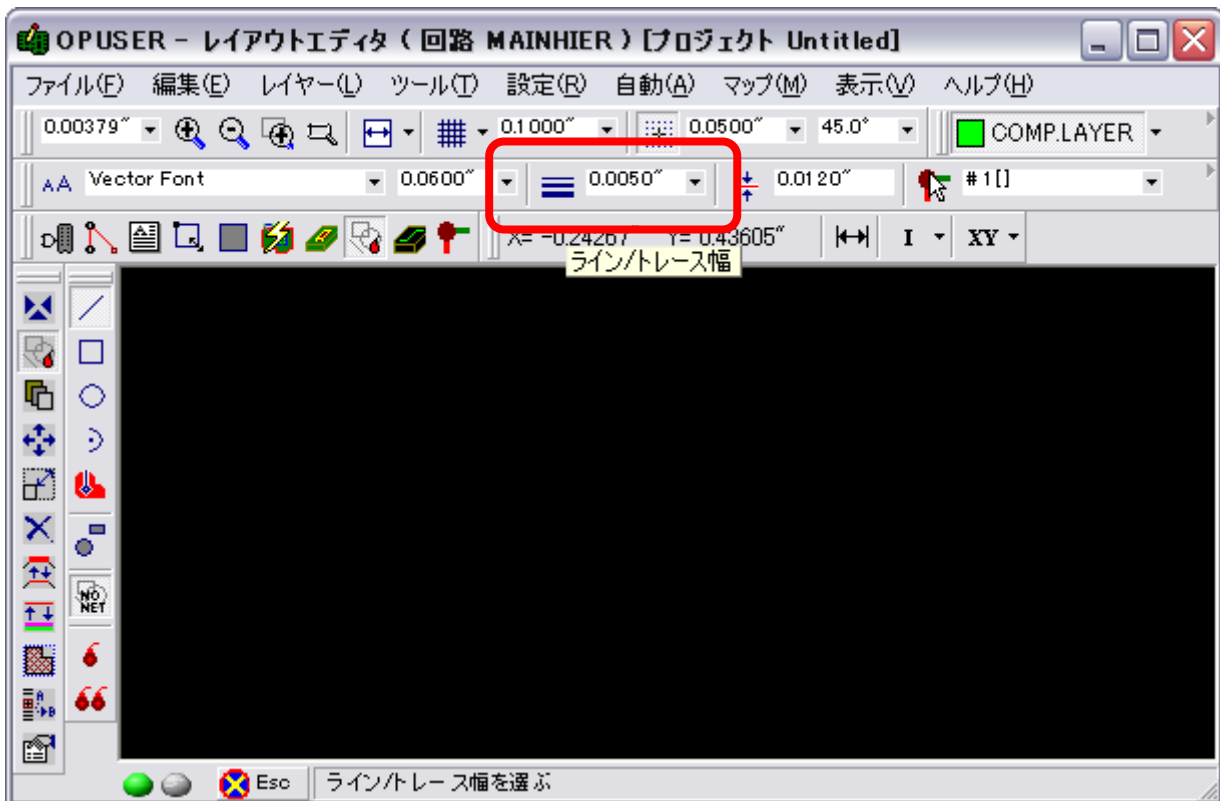 OPUSER - レイアウトエディタ ( 回路 MAINHIER ) [プロジェクト Untitled]
ファイル(F) 編集(E) レイヤー(L) ツール(T) 設定(R) 自動(A) マップ(M) 表示(V) ヘルプ(H)
0.00379" 0.1000" 0.0500" 45.0° COMP.LAYER
AA Vector Font 0.0600" 0.0050" 0.0120" #1[]
X= -0.24267" Y= 0.43605" I XY
ライン/トレース幅
NO
NET
A
B
Esc ライン/トレース幅を選ぶ